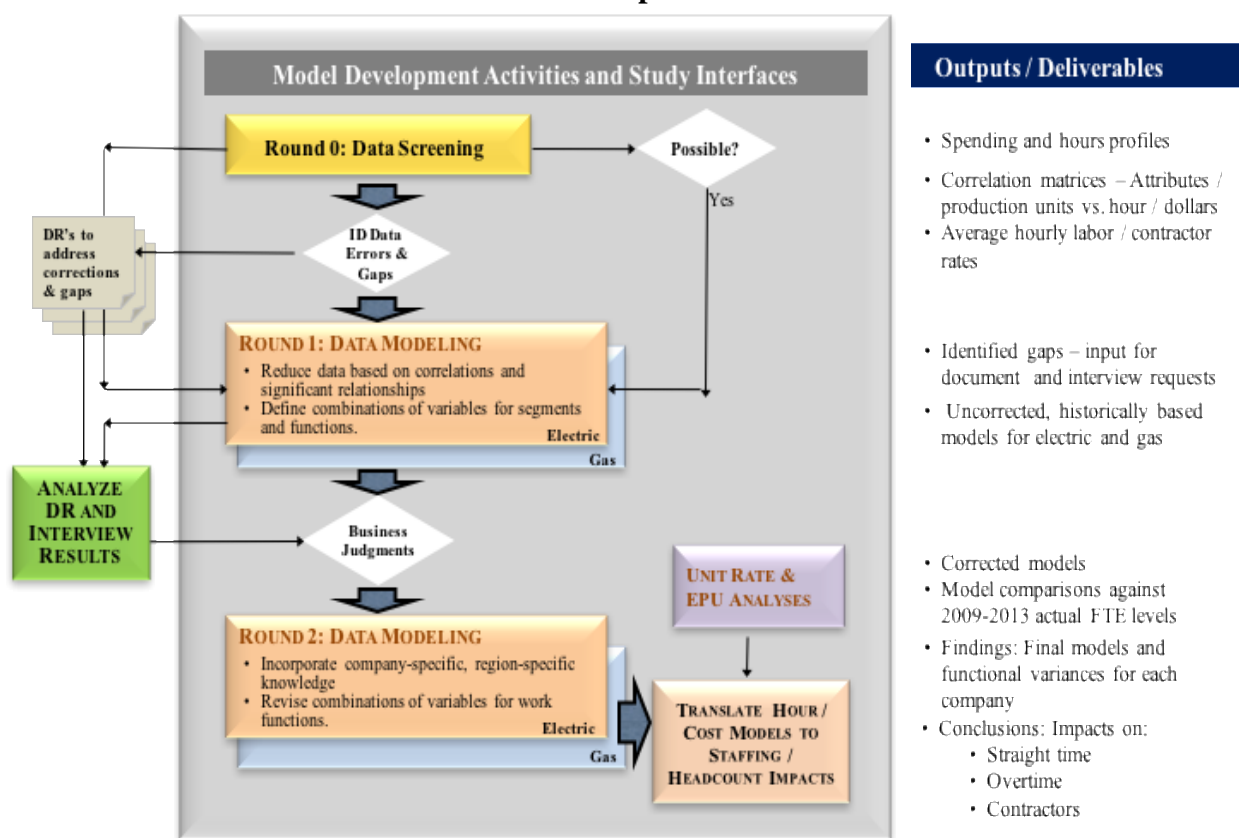 Model Development Activities and Study Interfaces
Round 0: Data Screening
Possible?
Yes
ID Data
Errors &
Gaps
DR's to
address
corrections
& gaps
ROUND 1: DATA MODELING
• Reduce data based on correlations and
significant relationships
• Define combinations of variables for segments
and functions.
Electric
Gas
ANALYZE
DR AND
INTERVIEW
RESULTS
Business
Judgments
UNIT RATE &
EPU ANALYSES
ROUND 2: DATA MODELING
• Incorporate company-specific, region-specific
knowledge
• Revise combinations of variables for work
functions.
Electric
Gas
TRANSLATE HOUR /
COST MODELS TO
STAFFING /
HEADCOUNT IMPACTS
Outputs / Deliverables
• Spending and hours profiles
• Correlation matrices – Attributes /
production units vs. hour / dollars
• Average hourly labor / contractor
rates
• Identified gaps – input for
document and interview requests
• Uncorrected, historically based
models for electric and gas
• Corrected models
• Model comparisons against
2009-2013 actual FTE levels
• Findings: Final models and
functional variances for each
company
• Conclusions: Impacts on:
• Straight time
• Overtime
• Contractors